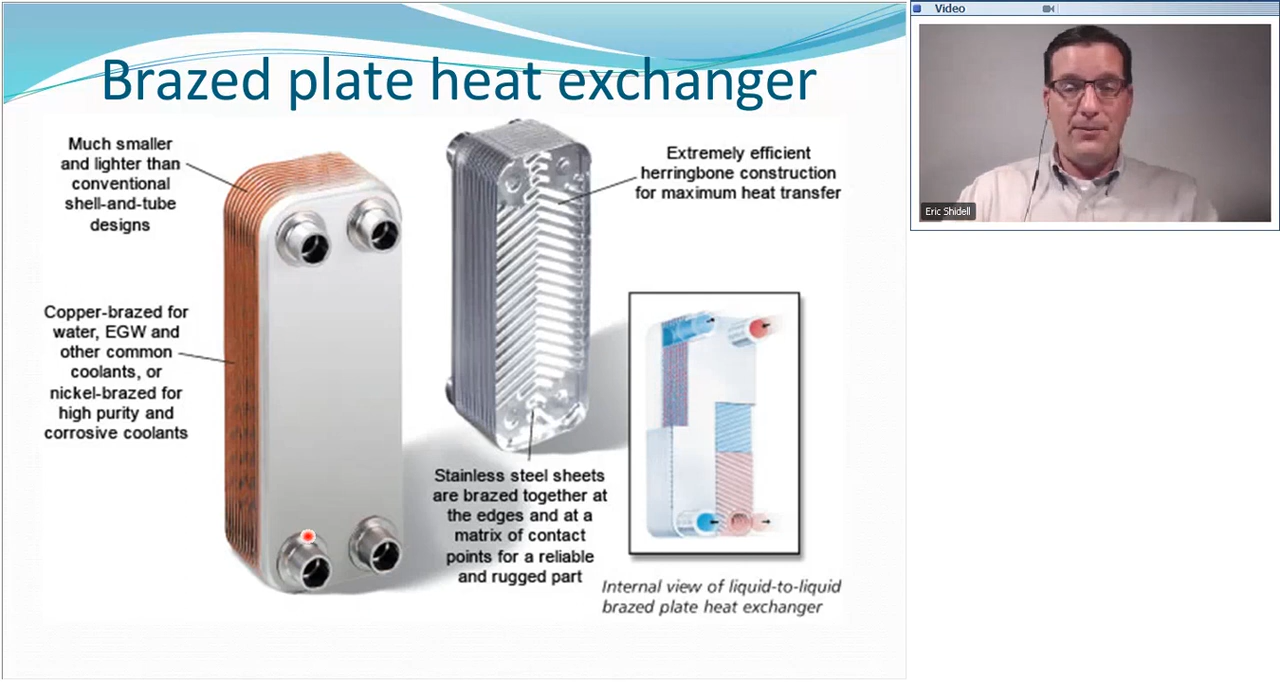 Brazed plate heat exchanger
Much smaller
and lighter than
conventional
shell-and-tube
designs
Extremely efficient
herringbone construction
for maximum heat transfer
Copper-brazed for
water, EGW and
other common
coolants, or
nickel-brazed for
high purity and
corrosive coolants
Stainless steel sheets
are brazed together at
the edges and at a
matrix of contact
points for a reliable
and rugged part
Internal view of liquid-to-liquid
brazed plate heat exchanger
Video
Eric Shidell